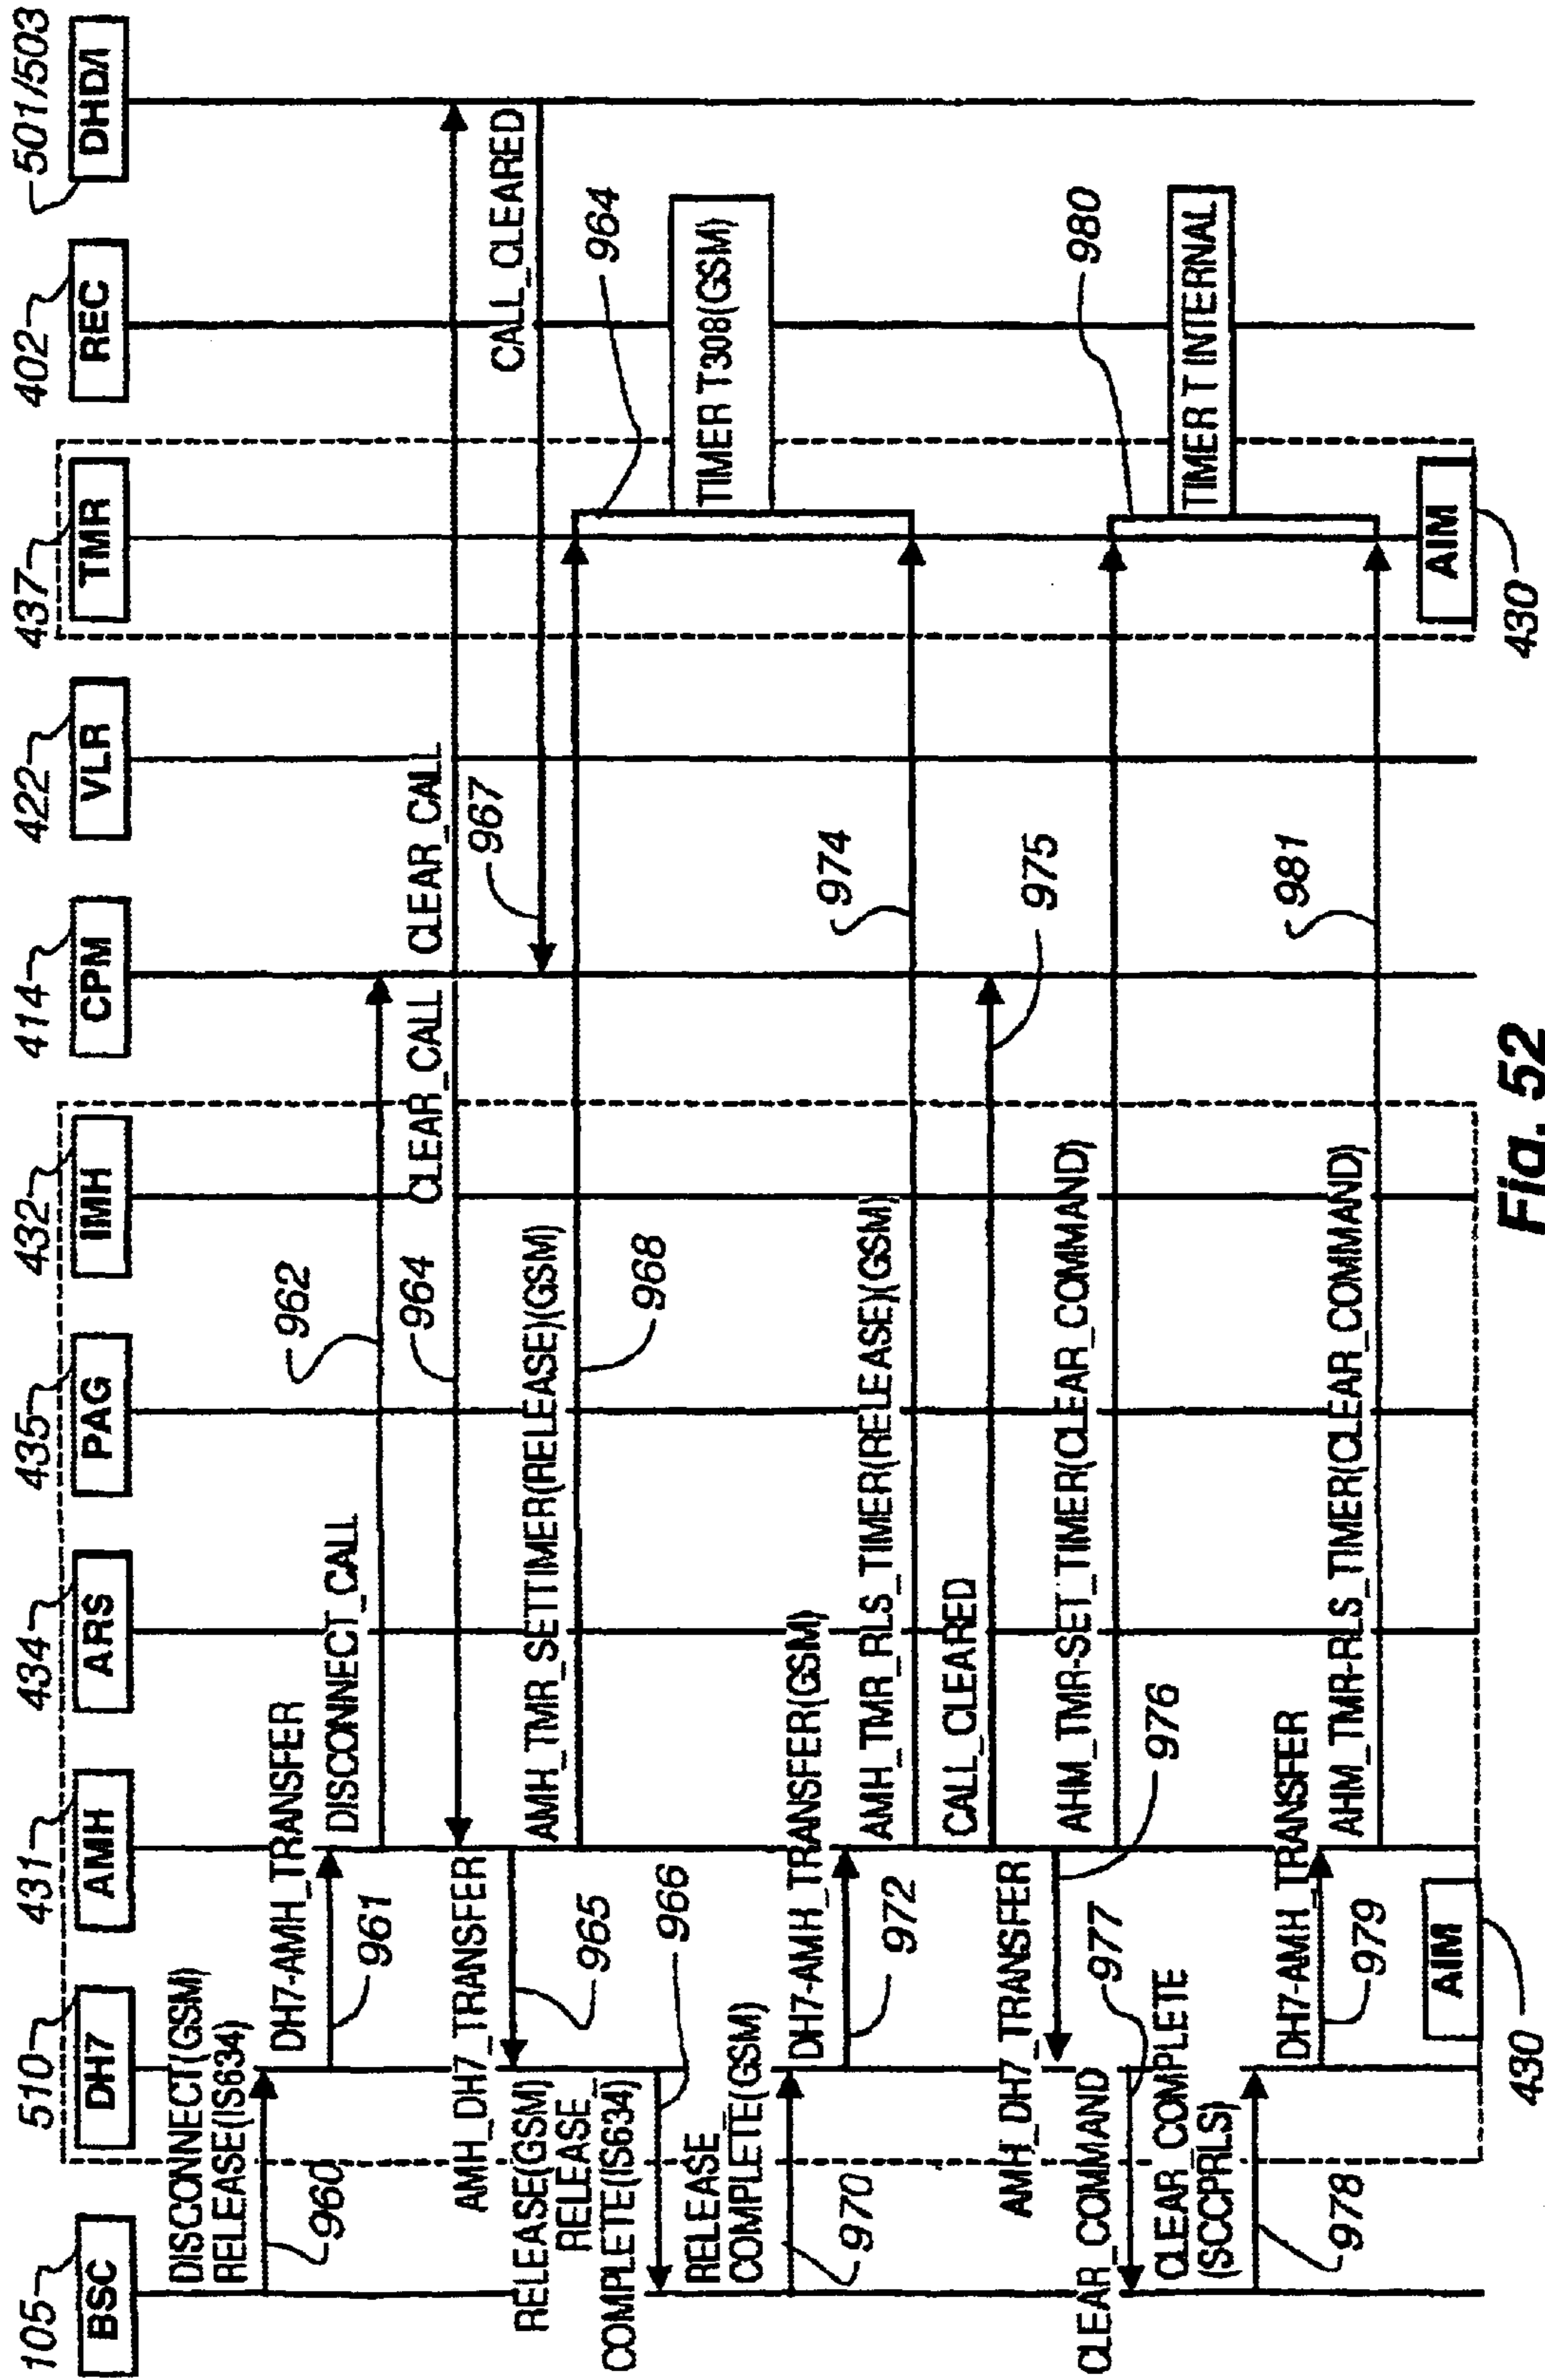 105 510 431 434 435 432 414 422 437 402 501/503
BSC DH7 AMH ARS PAG IMH CPM VLR TMR REC DHD/I
DISCONNECT(GSM)
RELEASE(IS634)
960
DH7-AMH_TRANSFER
961
DISCONNECT_CALL
962
CLEAR_CALL CLEAR_CALL
964
AMH_DH7_TRANSFER
965
RELEASE(GSM)
RELEASE_
COMPLETE(IS634)
966
CALL_CLEARED
967
AMH_TMR_SETTIMER(RELEASE)(GSM)
968
964
TIMER T308(GSM)
RELEASE_
COMPLETE(GSM)
970
DH7-AMH_TRANSFER(GSM)
972
AMH_TMR_RLS_TIMER(RELEASE)(GSM)
974
CALL_CLEARED
975
AMH_DH7_TRANSFER
976
CLEAR_COMMAND
977
AHM_TMR-SET_TIMER(CLEAR_COMMAND)
980
TIMER T INTERNAL
CLEAR_COMPLETE
(SCCPRLS)
978
DH7-AMH_TRANSFER
979
AHM_TMR-RLS_TIMER(CLEAR_COMMAND)
981
AIM AIM
430 430
Fig. 52